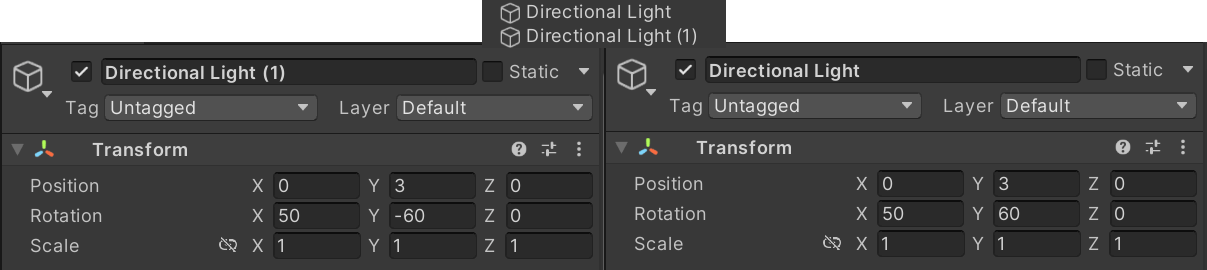 Directional Light
Directional Light (1)
Directional Light (1)
Static
Tag Untagged
Layer Default
Transform
Position X 0 Y 3 Z 0
Rotation X 50 Y -60 Z 0
Scale X 1 Y 1 Z 1
Directional Light
Static
Tag Untagged
Layer Default
Transform
Position X 0 Y 3 Z 0
Rotation X 50 Y 60 Z 0
Scale X 1 Y 1 Z 1